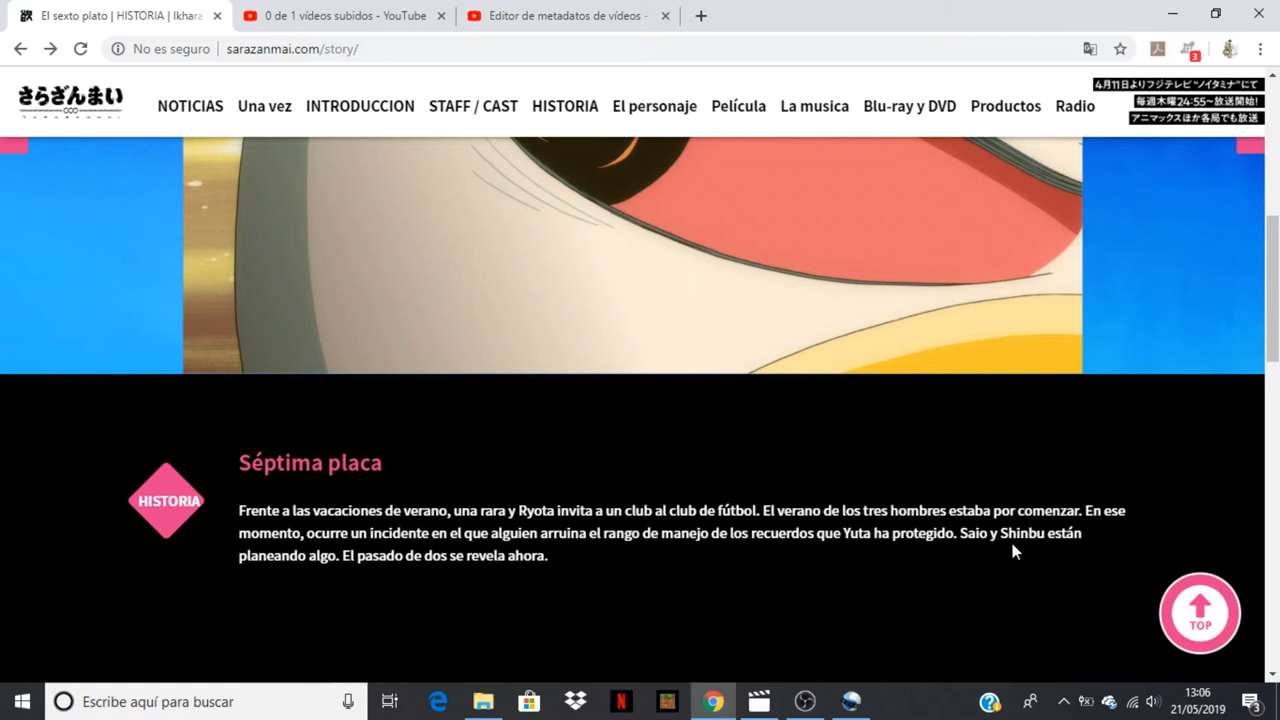 El sexto plato | HISTORIA | Ikhara
0 de 1 vídeos subidos - YouTube
Editor de metadatos de vídeos -
No es seguro
sarazanmai.com/story/
3
さらざんまい
NOTICIAS
Una vez
INTRODUCCION
STAFF / CAST
HISTORIA
El personaje
Película
La musica
Blu-ray y DVD
Productos
Radio
4月11日よりフジテレビ“ノイタミナ”にて
毎週木曜24:55~放送開始!
アニマックスほか各局でも放送
HISTORIA
Séptima placa
Frente a las vacaciones de verano, una rara y Ryota invita a un club al club de fútbol. El verano de los tres hombres estaba por comenzar. En ese
momento, ocurre un incidente en el que alguien arruina el rango de manejo de los recuerdos que Yuta ha protegido. Saio y Shinbu están
planeando algo. El pasado de dos se revela ahora.
TOP
Escribe aquí para buscar
13:06
21/05/2019
3